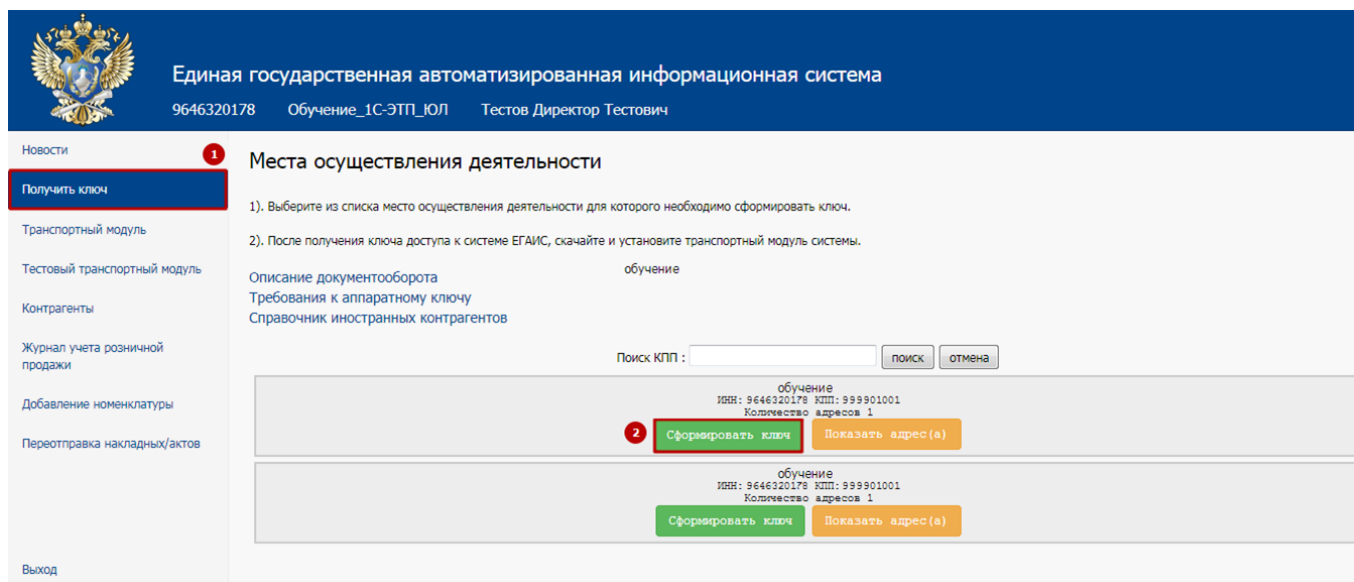 Единая государственная автоматизированная информационная система
9646320178 Обучение_1С-ЭТП_ЮЛ Тестов Директор Тестович
Новости
1
Получить ключ
Транспортный модуль
Тестовый транспортный модуль
Контрагенты
Журнал учета розничной
продажи
Добавление номенклатуры
Переотправка накладных/актов
Выход
Места осуществления деятельности
1). Выберите из списка место осуществления деятельности для которого необходимо сформировать ключ.
2). После получения ключа доступа к системе ЕГАИС, скачайте и установите транспортный модуль системы.
Описание документооборота
обучение
Требования к аппаратному ключу
Справочник иностранных контрагентов
Поиск КПП : поиск отмена
обучение
ИНН: 9646320178 КПП: 999901001
Количество адресов 1
2 Сформировать ключ Показать адрес(а)
обучение
ИНН: 9646320178 КПП: 999901001
Количество адресов 1
Сформировать ключ Показать адрес(а)